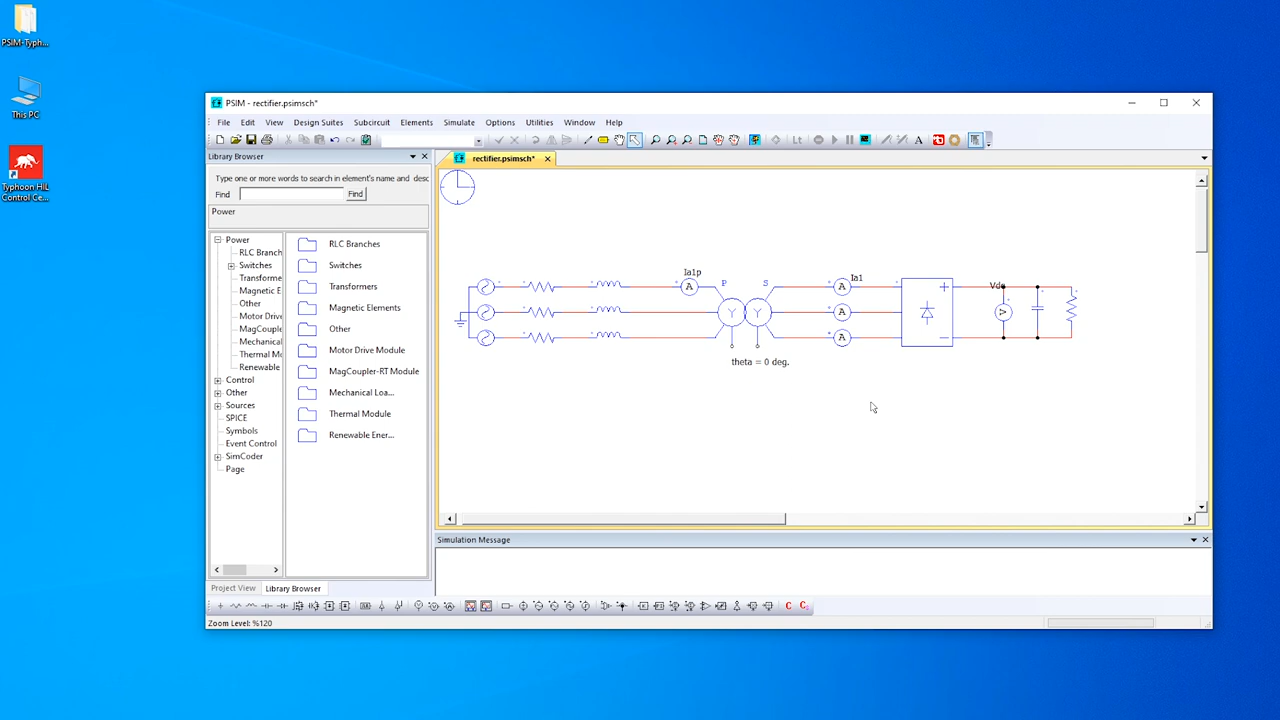 PSIM-Typh...
This PC
Typhoon HIL
Control Ce...
PSIM - rectifier.psimsch*
File Edit View Design Suites Subcircuit Elements Simulate Options Utilities Window Help
Library Browser
rectifier.psimsch*
Type one or more words to search in element's name and desc
Find Find
Power
Power
RLC Branch
Switches
Transforme
Magnetic E
Other
Motor Drive
MagCouple
Mechanica
Thermal M
Renewable
Control
Other
Sources
SPICE
Symbols
Event Control
SimCoder
Page
RLC Branches
Switches
Transformers
Magnetic Elements
Other
Motor Drive Module
MagCoupler-RT Module
Mechanical Loa...
Thermal Module
Renewable Ener...
Ia1p
P S
Ia1
Vdc
A Y Y A
A
V
A
theta = 0 deg.
Simulation Message
Project View Library Browser
Zoom Level: %120